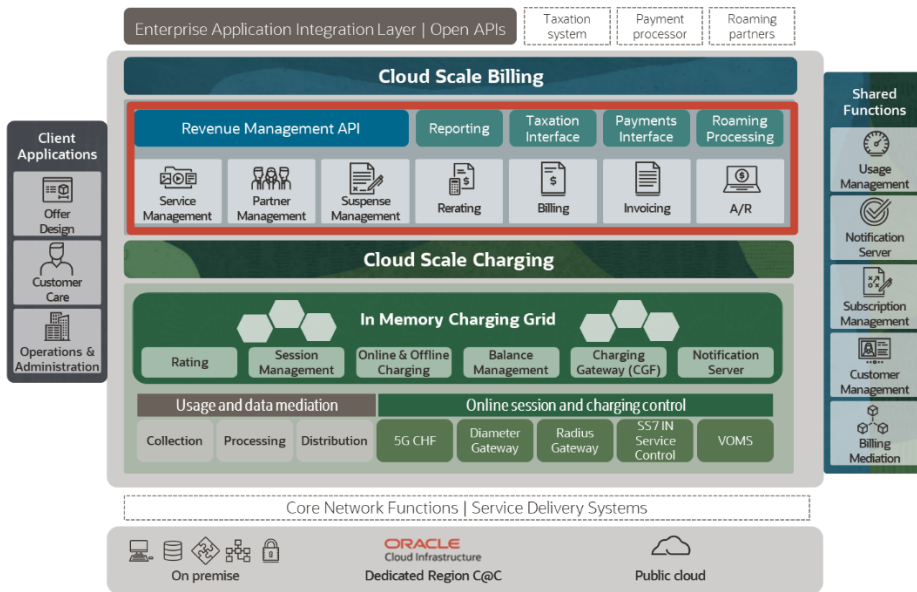 Enterprise Application Integration Layer | Open APIs
Taxation
system
Payment
processor
Roaming
partners
Cloud Scale Billing
Revenue Management API
Reporting
Taxation
Interface
Payments
Interface
Roaming
Processing
Service
Management
Partner
Management
Suspense
Management
Rerating
Billing
Invoicing
A/R
Client
Applications
Offer
Design
Customer
Care
Operations &
Administration
Shared
Functions
Usage
Management
Notification
Server
Subscription
Management
Customer
Management
Billing
Mediation
Cloud Scale Charging
In Memory Charging Grid
Rating
Session
Management
Online & Offline
Charging
Balance
Management
Charging
Gateway (CGF)
Notification
Server
Usage and data mediation
Online session and charging control
Collection
Processing
Distribution
5G CHF
Diameter
Gateway
Radius
Gateway
SS7 IN
Service
Control
VOMS
Core Network Functions | Service Delivery Systems
On premise
ORACLE
Cloud Infrastructure
Dedicated Region C@C
Public cloud